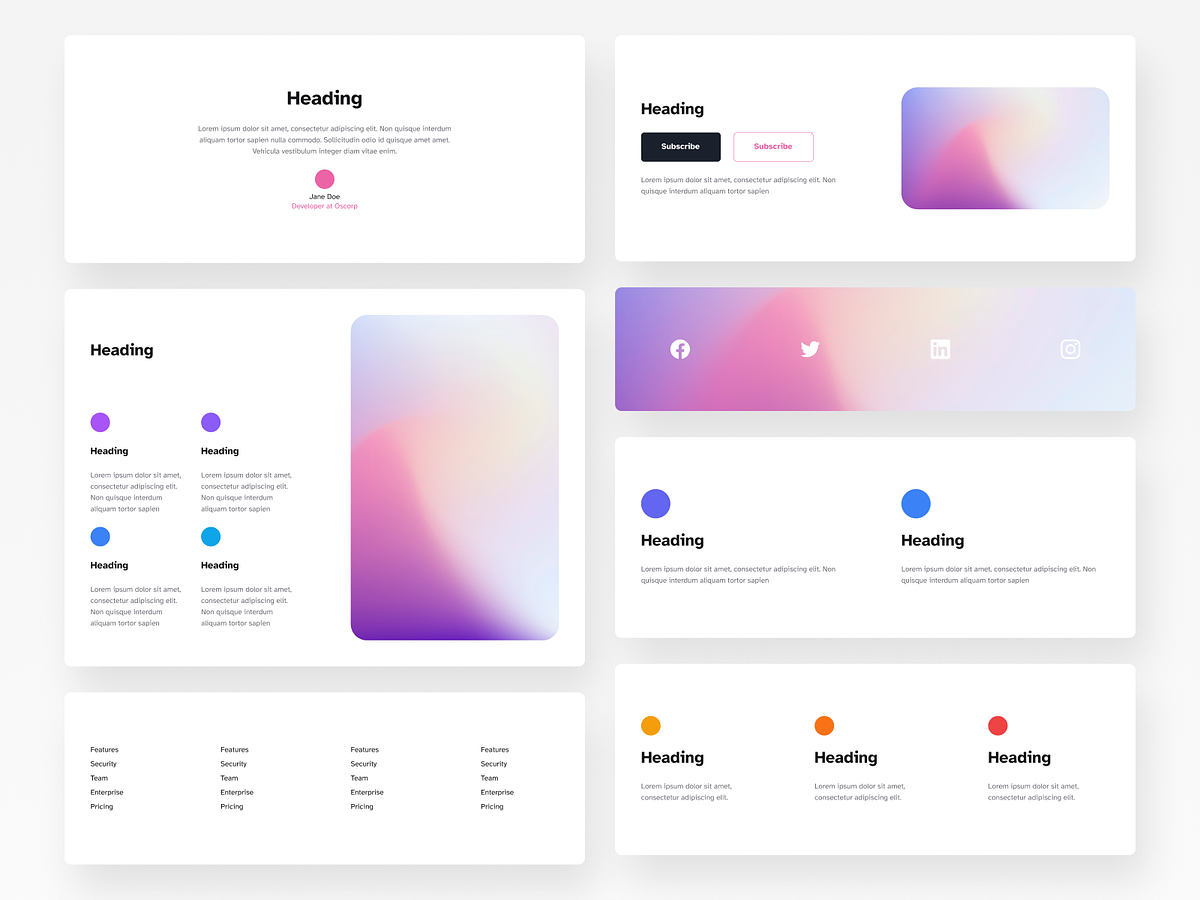 Heading
Lorem ipsum dolor sit amet, consectetur adipiscing elit. Non quisque interdum
aliquam tortor sapien nulla commodo. Sollicitudin odio id quisque amet amet.
Vehicula vestibulum integer diam vitae enim.
Jane Doe
Developer at Oscorp
Heading
Heading
Heading
Lorem ipsum dolor sit amet,
consectetur adipiscing elit.
Non quisque interdum
aliquam tortor sapien
Lorem ipsum dolor sit amet,
consectetur adipiscing elit.
Non quisque interdum
aliquam tortor sapien
Heading
Heading
Lorem ipsum dolor sit amet,
consectetur adipiscing elit.
Non quisque interdum
aliquam tortor sapien
Lorem ipsum dolor sit amet,
consectetur adipiscing elit.
Non quisque interdum
aliquam tortor sapien
Features
Security
Team
Enterprise
Pricing
Features
Security
Team
Enterprise
Pricing
Features
Security
Team
Enterprise
Pricing
Features
Security
Team
Enterprise
Pricing
Heading
Subscribe
Subscribe
Lorem ipsum dolor sit amet, consectetur adipiscing elit. Non
quisque interdum aliquam tortor sapien
Heading
Lorem ipsum dolor sit amet, consectetur adipiscing elit. Non
quisque interdum aliquam tortor sapien
Heading
Lorem ipsum dolor sit amet, consectetur adipiscing elit. Non
quisque interdum aliquam tortor sapien
Heading
Lorem ipsum dolor sit amet,
consectetur adipiscing elit.
Heading
Lorem ipsum dolor sit amet,
consectetur adipiscing elit.
Heading
Lorem ipsum dolor sit amet,
consectetur adipiscing elit.